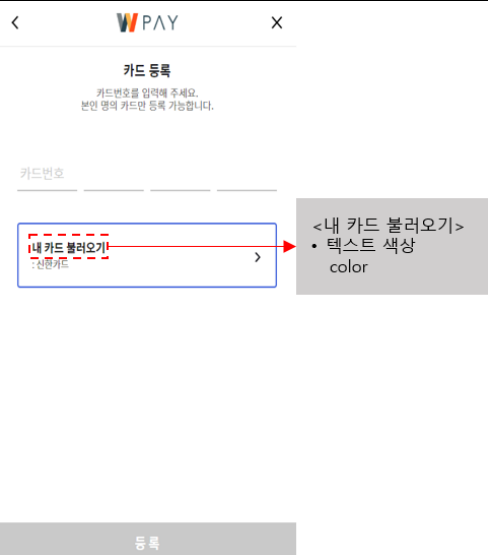 WPAY
카드 등록
카드번호를 입력해 주세요.
본인 명의 카드만 등록 가능합니다.
카드번호
내 카드 불러오기
: 신한카드
<내 카드 불러오기>
• 텍스트 색상
color
등록